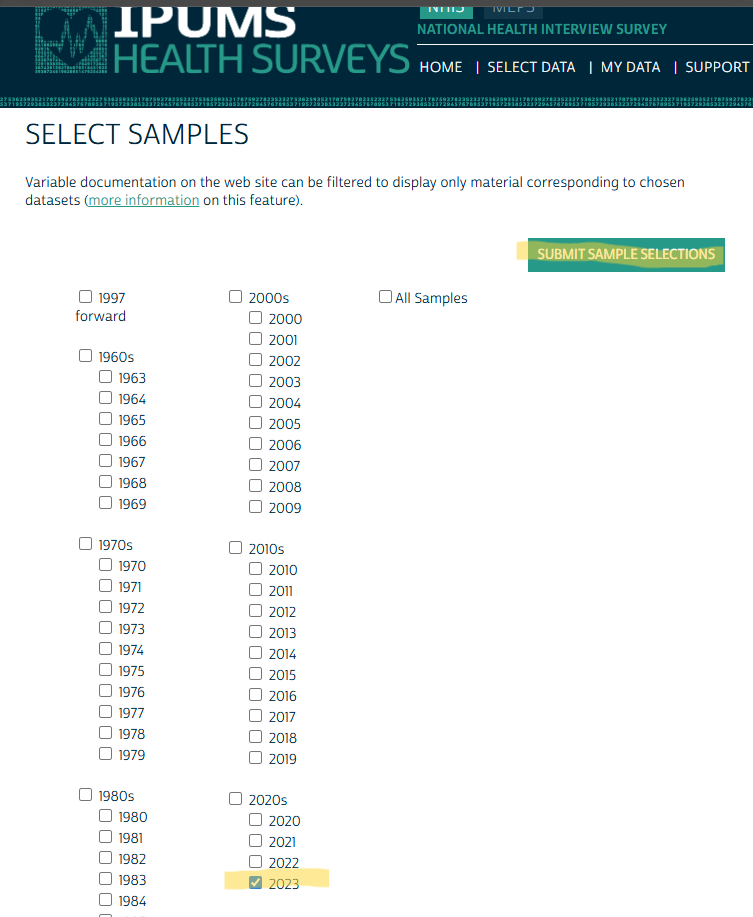 IPUMS
HEALTH SURVEYS
NHIS MEPS
NATIONAL HEALTH INTERVIEW SURVEY
HOME | SELECT DATA | MY DATA | SUPPORT
SELECT SAMPLES
Variable documentation on the web site can be filtered to display only material corresponding to chosen
datasets (more information on this feature).
SUBMIT SAMPLE SELECTIONS
1997
forward
1960s
1963
1964
1965
1966
1967
1968
1969
1970s
1970
1971
1972
1973
1974
1975
1976
1977
1978
1979
1980s
1980
1981
1982
1983
1984
2000s
2000
2001
2002
2003
2004
2005
2006
2007
2008
2009
2010s
2010
2011
2012
2013
2014
2015
2016
2017
2018
2019
2020s
2020
2021
2022
2023
All Samples